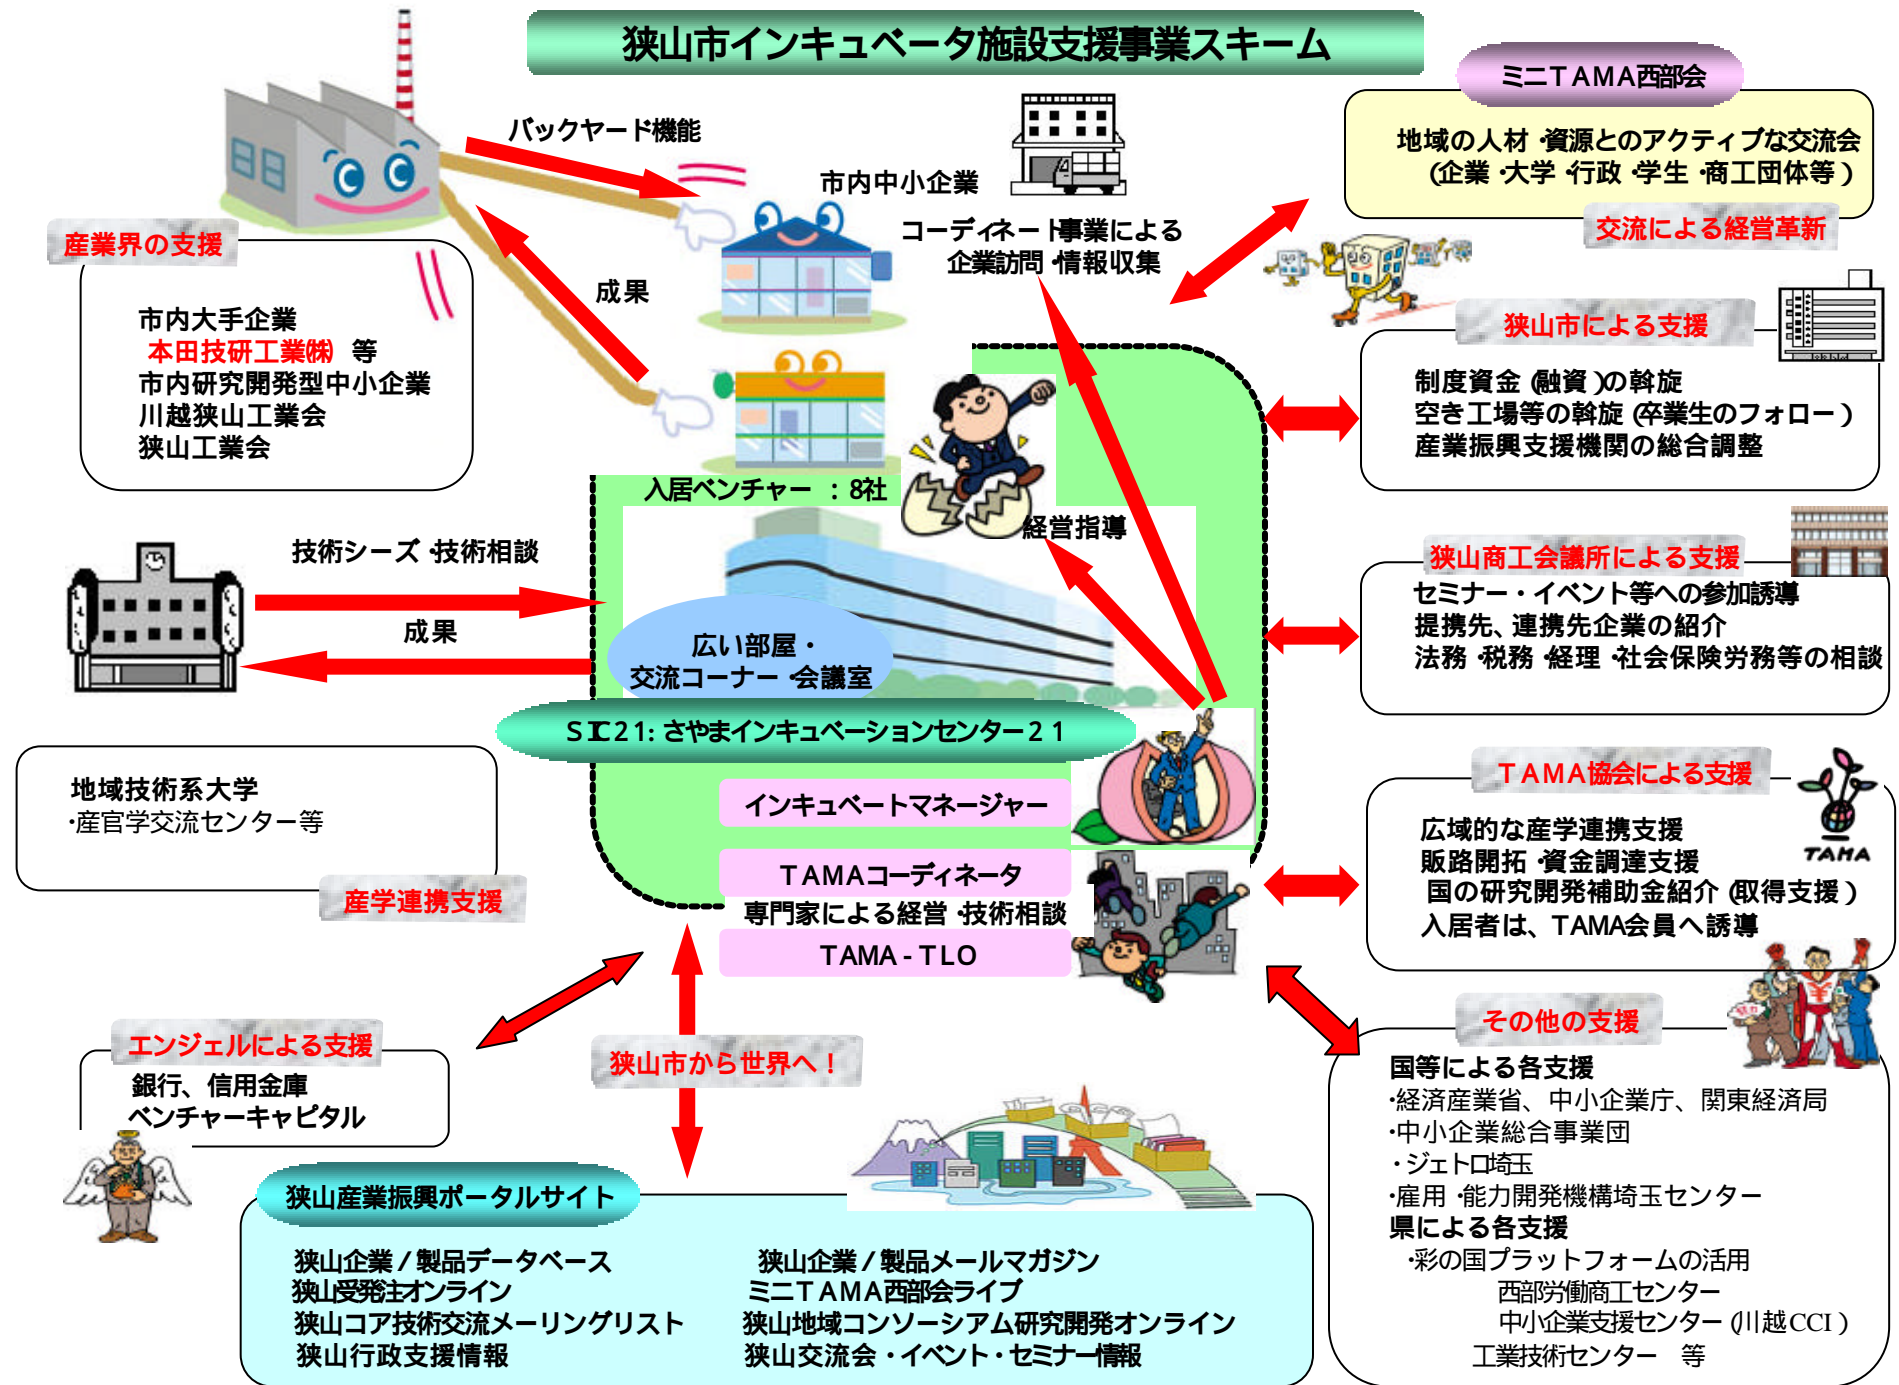 狭山市インキュベータ施設支援事業スキーム
ミニTAMA西部会
地域の人材・資源とのアクティブな交流会
(企業・大学・行政・学生・商工団体等)
交流による経営革新
バックヤード機能
市内中小企業
コーディネート事業による
企業訪問・情報収集
産業界の支援
成果
市内大手企業
本田技研工業㈱ 等
市内研究開発型中小企業
川越狭山工業会
狭山工業会
狭山市による支援
制度資金(融資)の斡旋
空き工場等の斡旋(卒業生のフォロー)
産業振興支援機関の総合調整
入居ベンチャー :8社
経営指導
技術シーズ・技術相談
成果
広い部屋・
交流コーナー・会議室
SIC21:さやまインキュベーションセンター21
狭山商工会議所による支援
セミナー・イベント等への参加誘導
提携先、連携先企業の紹介
法務・税務・経理・社会保険労務等の相談
地域技術系大学
・産官学交流センター等
産学連携支援
インキュベートマネージャー
TAMAコーディネータ
専門家による経営・技術相談
TAMA-TLO
TAMA協会による支援
広域的な産学連携支援
販路開拓・資金調達支援
国の研究開発補助金紹介(取得支援)
入居者は、TAMA会員へ誘導
TAMA
エンジェルによる支援
銀行、信用金庫
ベンチャーキャピタル
狭山市から世界へ!
その他の支援
国等による各支援
・経済産業省、中小企業庁、関東経済局
・中小企業総合事業団
・ジェトロ埼玉
・雇用・能力開発機構埼玉センター
県による各支援
・彩の国プラットフォームの活用
西部労働商工センター
中小企業支援センター(川越CCI)
工業技術センター 等
狭山産業振興ポータルサイト
狭山企業/製品データベース
狭山受発注オンライン
狭山コア技術交流メーリングリスト
狭山行政支援情報
狭山企業/製品メールマガジン
ミニTAMA西部会ライブ
狭山地域コンソーシアム研究開発オンライン
狭山交流会・イベント・セミナー情報